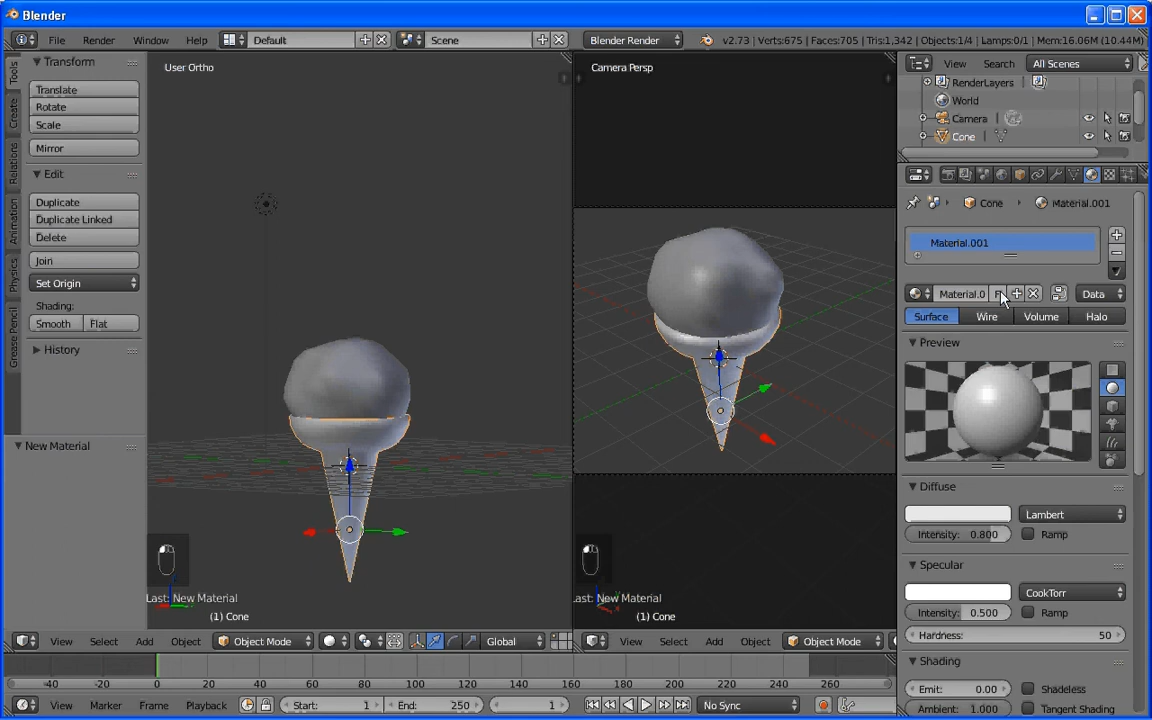 Blender
File Render Window Help Default Scene Blender Render v2.73 | Verts:675 | Faces:705 | Tris:1,342 | Objects:1/4 | Lamps:0/1 | Mem:16.06M (10.44M)
Tools
Create
Relations
Animation
Physics
Grease Pencil
Transform
Translate
Rotate
Scale
Mirror
Edit
Duplicate
Duplicate Linked
Delete
Join
Set Origin
Shading:
Smooth Flat
History
New Material
User Ortho
Last: New Material
(1) Cone
Camera Persp
Last: New Material
(1) Cone
View Search All Scenes
RenderLayers
World
Camera
Cone
Cone Material.001
Material.001
Material.0 F Data
Surface Wire Volume Halo
Preview
Diffuse
Lambert
Intensity: 0.800 Ramp
Specular
CookTorr
Intensity: 0.500 Ramp
Hardness: 50
Shading
Emit: 0.00 Shadeless
Ambient: 1.000 Tangent Shading
View Select Add Object Object Mode Global
View Select Add Object Object Mode
-40 -20 0 20 40 60 80 100 120 140 160 180 200 220 240 260
View Marker Frame Playback Start: 1 End: 250 1 No Sync